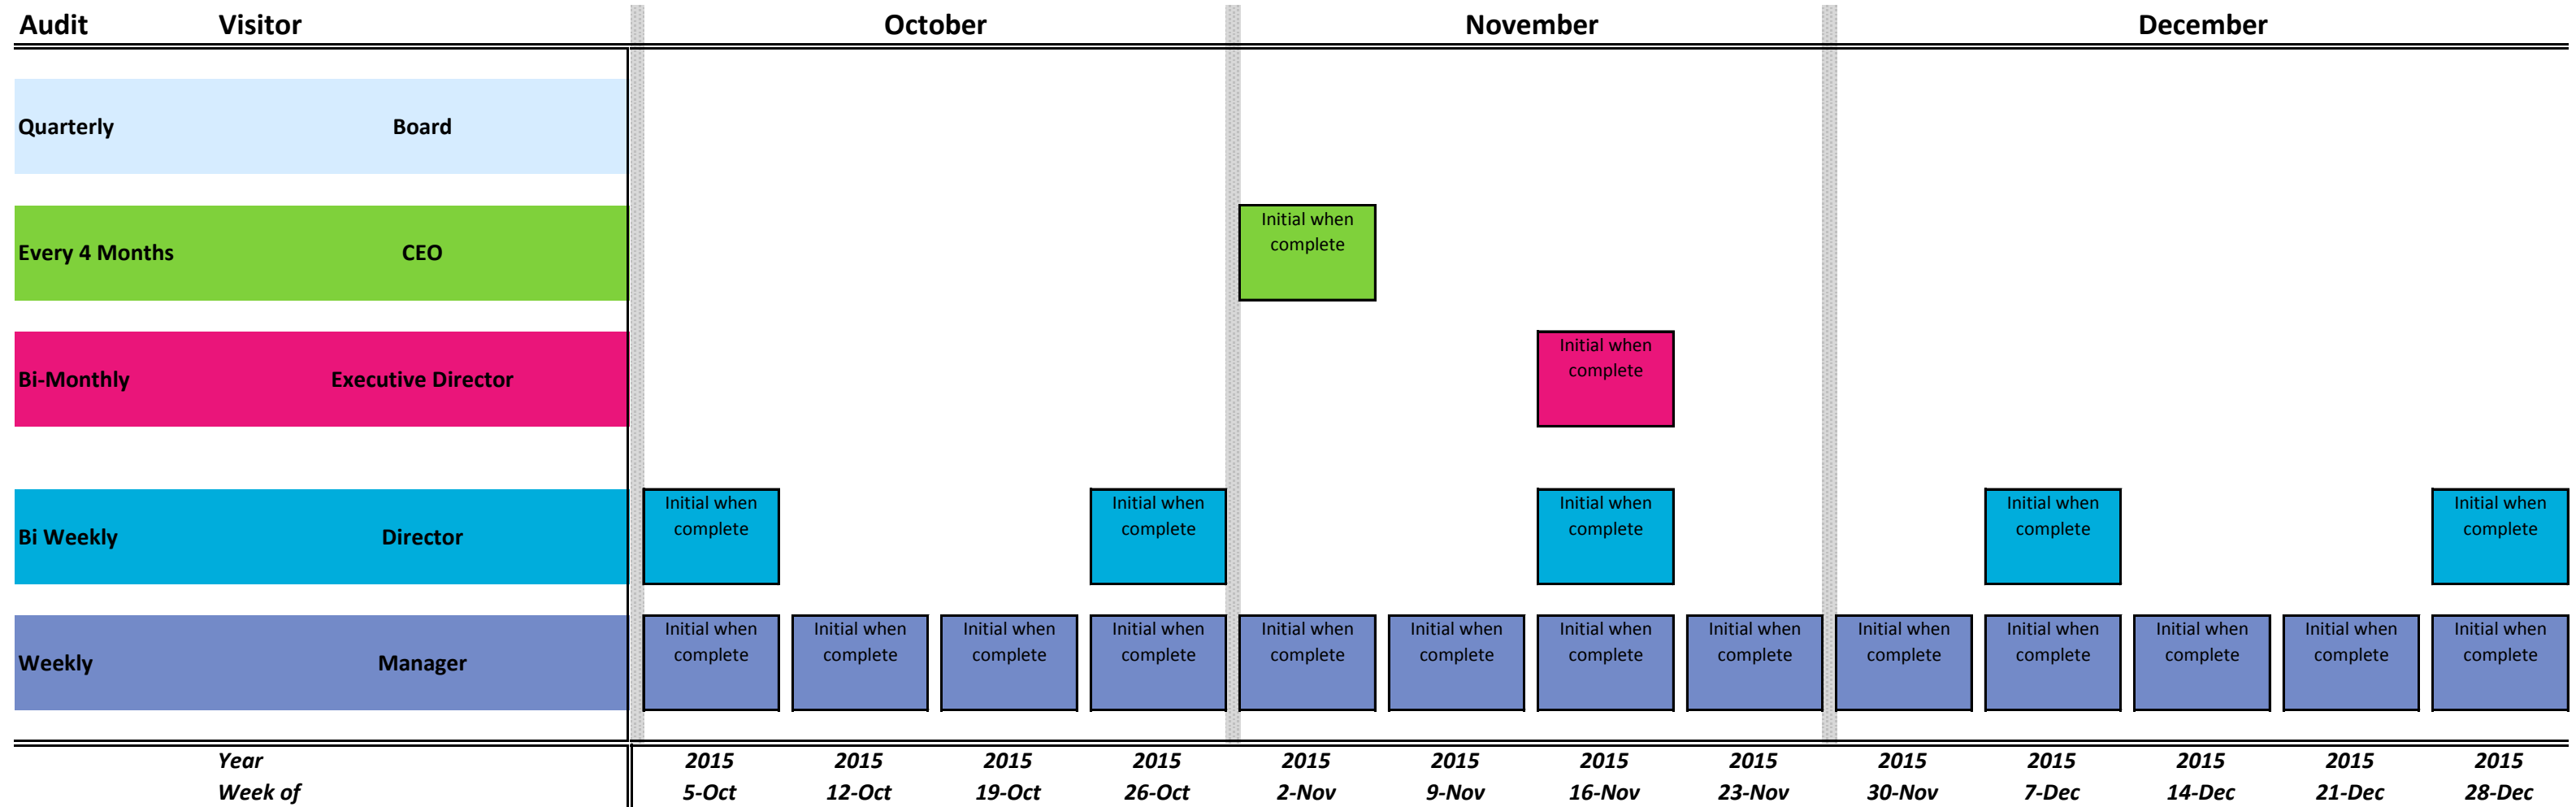 Audit Visitor October November December
Quarterly Board
Initial when
complete
Every 4 Months CEO
Initial when
complete
Bi-Monthly Executive Director
Initial when Initial when Initial when Initial when Initial when
complete complete complete complete complete
Bi Weekly Director
Initial when Initial when Initial when Initial when Initial when Initial when Initial when Initial when Initial when Initial when Initial when Initial when Initial when
complete complete complete complete complete complete complete complete complete complete complete complete complete
Weekly Manager
Year 2015 2015 2015 2015 2015 2015 2015 2015 2015 2015 2015 2015 2015
Week of 5-Oct 12-Oct 19-Oct 26-Oct 2-Nov 9-Nov 16-Nov 23-Nov 30-Nov 7-Dec 14-Dec 21-Dec 28-Dec